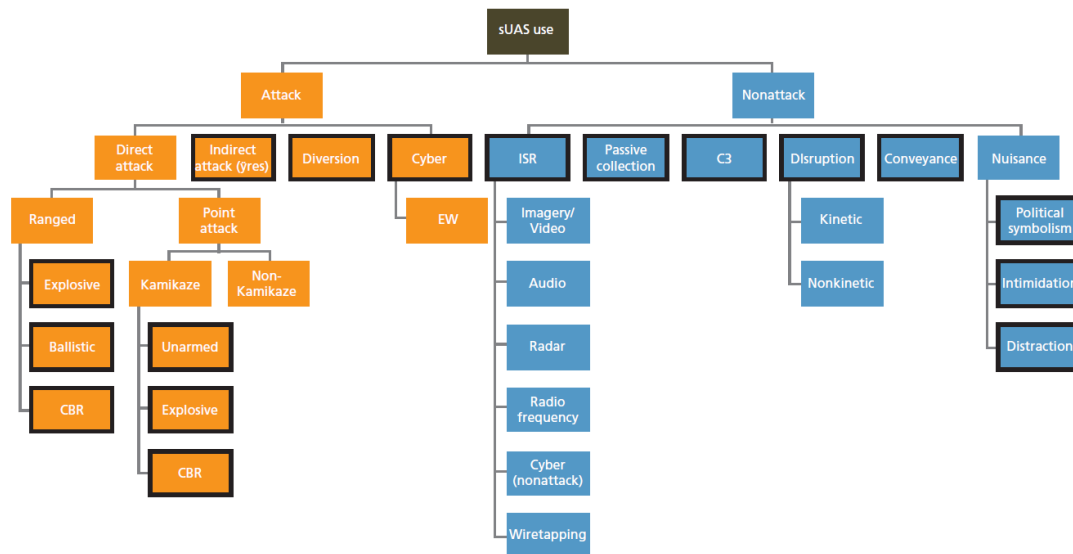 sUAS use
Attack
Nonattack
Direct
attack
Indirect
attack (ÿres)
Diversion
Cyber
ISR
Passive
collection
C3
DIsruption
Conveyance
Nuisance
Ranged
Point
attack
EW
Imagery/
Video
Kinetic
Political
symbolism
Explosive
Kamikaze
Non-
Kamikaze
Audio
Nonkinetic
Intimidation
Ballistic
Unarmed
Radar
Distraction
CBR
Explosive
Radio
frequency
CBR
Cyber
(nonattack)
Wiretapping